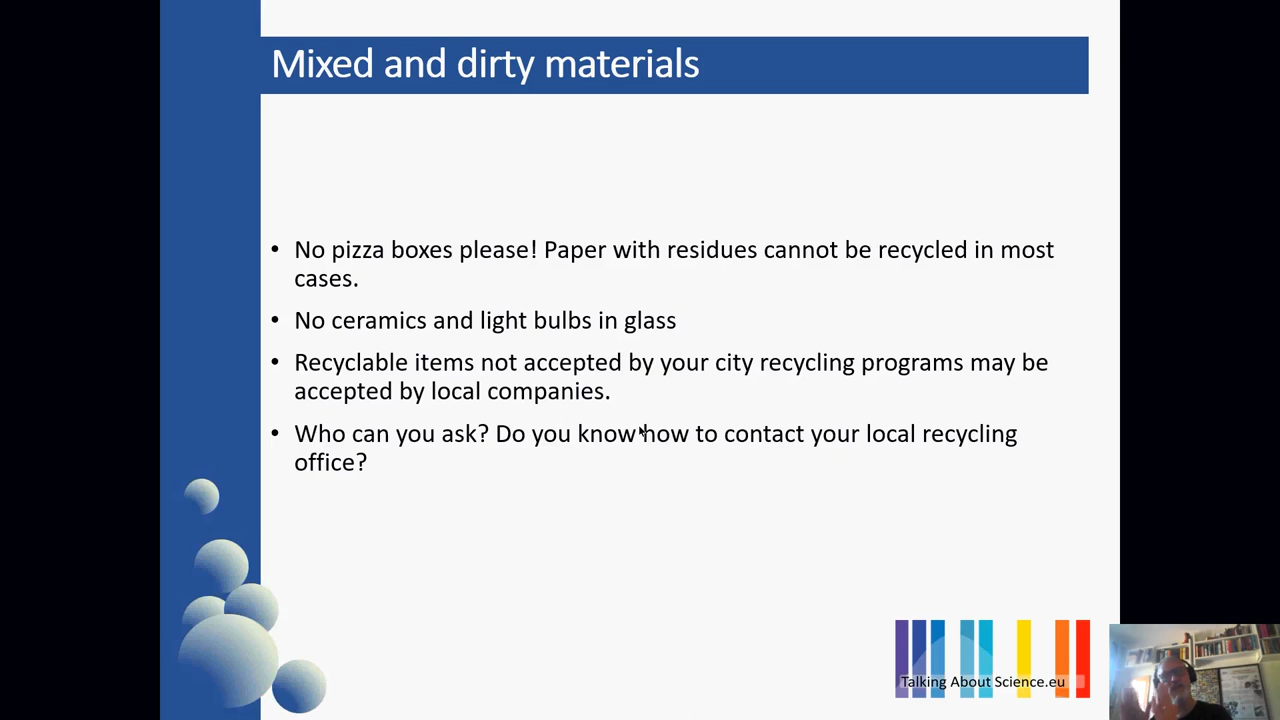 Mixed and dirty materials
• No pizza boxes please! Paper with residues cannot be recycled in most
cases.
• No ceramics and light bulbs in glass
• Recyclable items not accepted by your city recycling programs may be
accepted by local companies.
• Who can you ask? Do you know how to contact your local recycling
office?
Talking About Science.eu